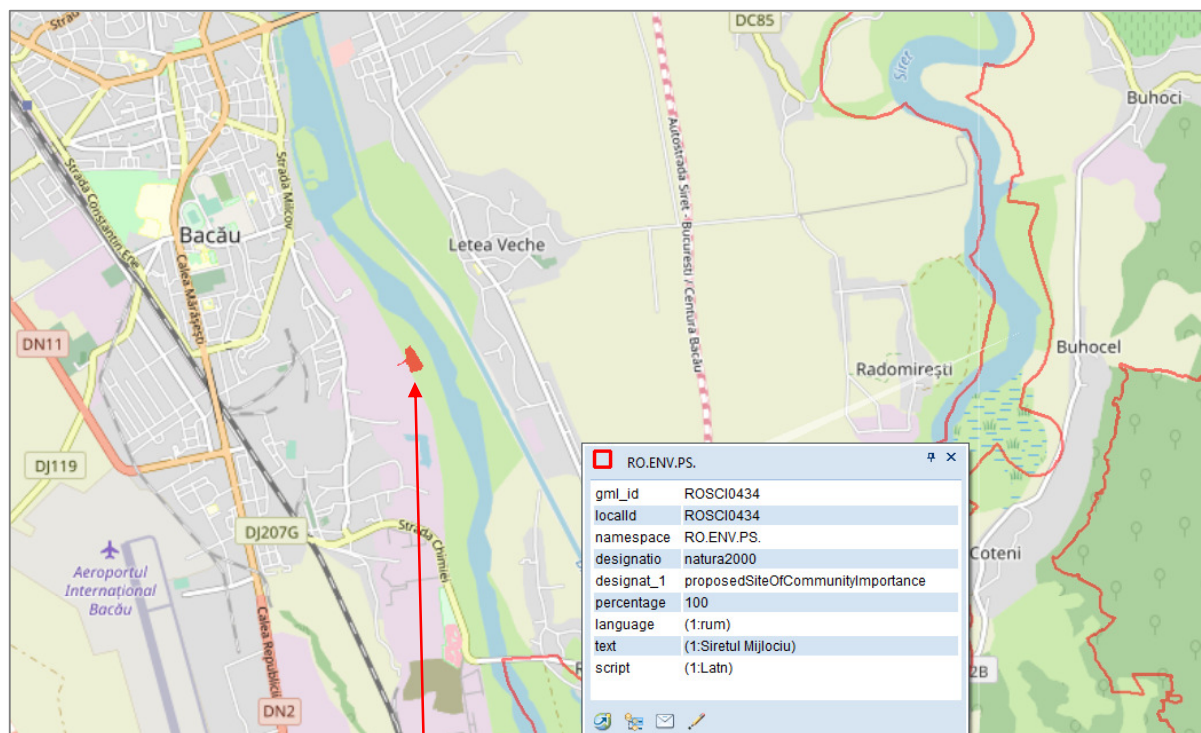 Strada
DC85
Siret
Buhoci
Autostrada Siret - București / Centura Bacău
Strada Constantin Ene
Strada Milcov
Bacău
Letea Veche
Calea Mărășești
DN11
Radomirești
Buhocel
DJ119
DJ207G
Strada Chimiei
Aeroportul
Internațional
Bacău
Calea Republicii
DN2
RO.ENV.PS.
gml_id ROSCI0434
localId ROSCI0434
namespace RO.ENV.PS.
designatio natura2000
designat_1 proposedSiteOfCommunityImportance
percentage 100
language (1:rum)
text (1:Siretul Mijlociu)
script (1:Latn)
Coteni
2B